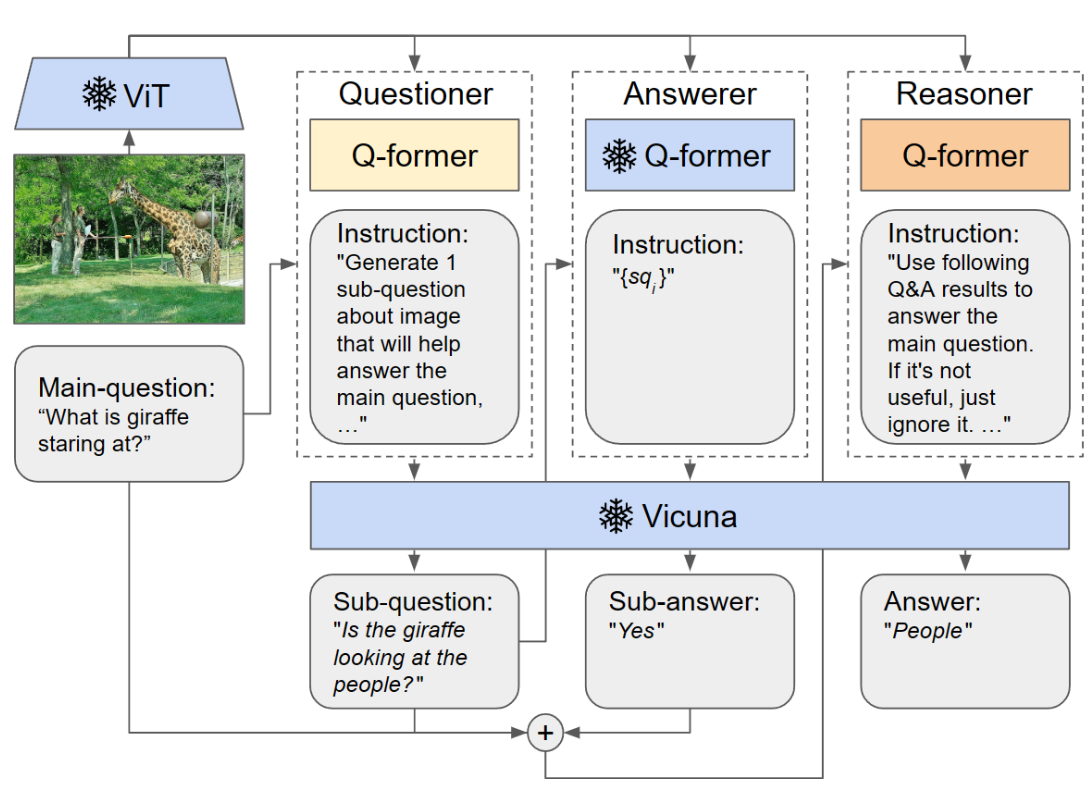 ViT
Questioner
Answerer
Reasoner
Q-former
Q-former
Q-former
Main-question:
“What is giraffe
staring at?”
Instruction:
"Generate 1
sub-question
about image
that will help
answer the
main question,
…"
Instruction:
"{sqi}"
Instruction:
"Use following
Q&A results to
answer the
main question.
If it's not
useful, just
ignore it. …"
Vicuna
Sub-question:
"Is the giraffe
looking at the
people?"
Sub-answer:
"Yes"
Answer:
"People"
+